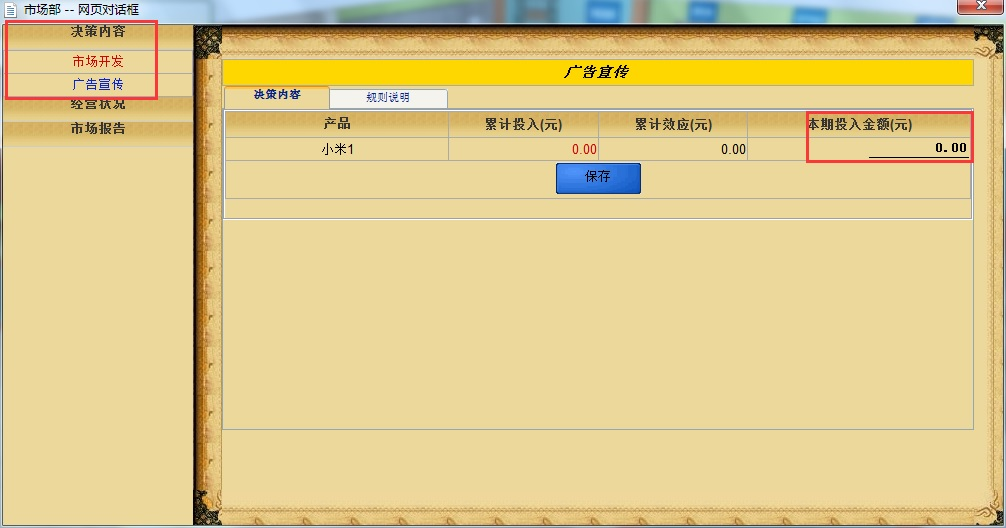 市场部 -- 网页对话框
决策内容
市场开发
广告宣传
经营状况
市场报告
广告宣传
决策内容 规则说明
产品 累计投入(元) 累计效应(元) 本期投入金额(元)
小米1 0.00 0.00 0.00
保存